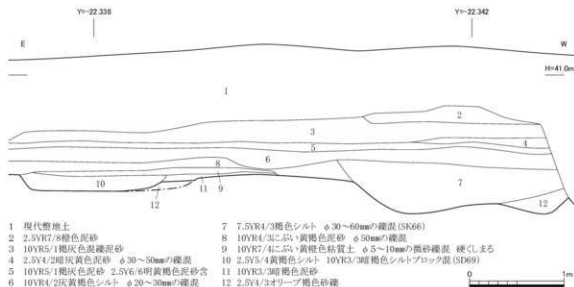 Y=-22.338
Y=-22.342
E
W
H=41.0m
1
2
3
4
5
6
7
8
9
10
11
12
12
1 現代整地土
2 2.5YR7/8橙色泥砂
3 10YR5/1褐灰色混礫泥砂
4 2.5Y4/2暗灰黄色泥砂 φ30～50㎜の礫混
5 10YR5/1褐灰色泥砂 2.5Y6/6明黄褐色泥砂含
6 10YR4/2灰黄褐色シルト φ20～30㎜の礫混
7 7.5YR4/3褐色シルト φ30～60㎜の礫混(SK66)
8 10YR4/3にぶい黄褐色泥砂 φ50㎜の礫混
9 10YR7/4にぶい黄橙色粘質土 φ5～10㎜の微砂礫混 硬くしまる
10 2.5Y5/4黄褐色シルト 10YR3/3暗褐色シルトブロック混(SD69)
11 10YR3/3暗褐色泥砂
12 2.5Y4/3オリーブ褐色砂礫
0
1m